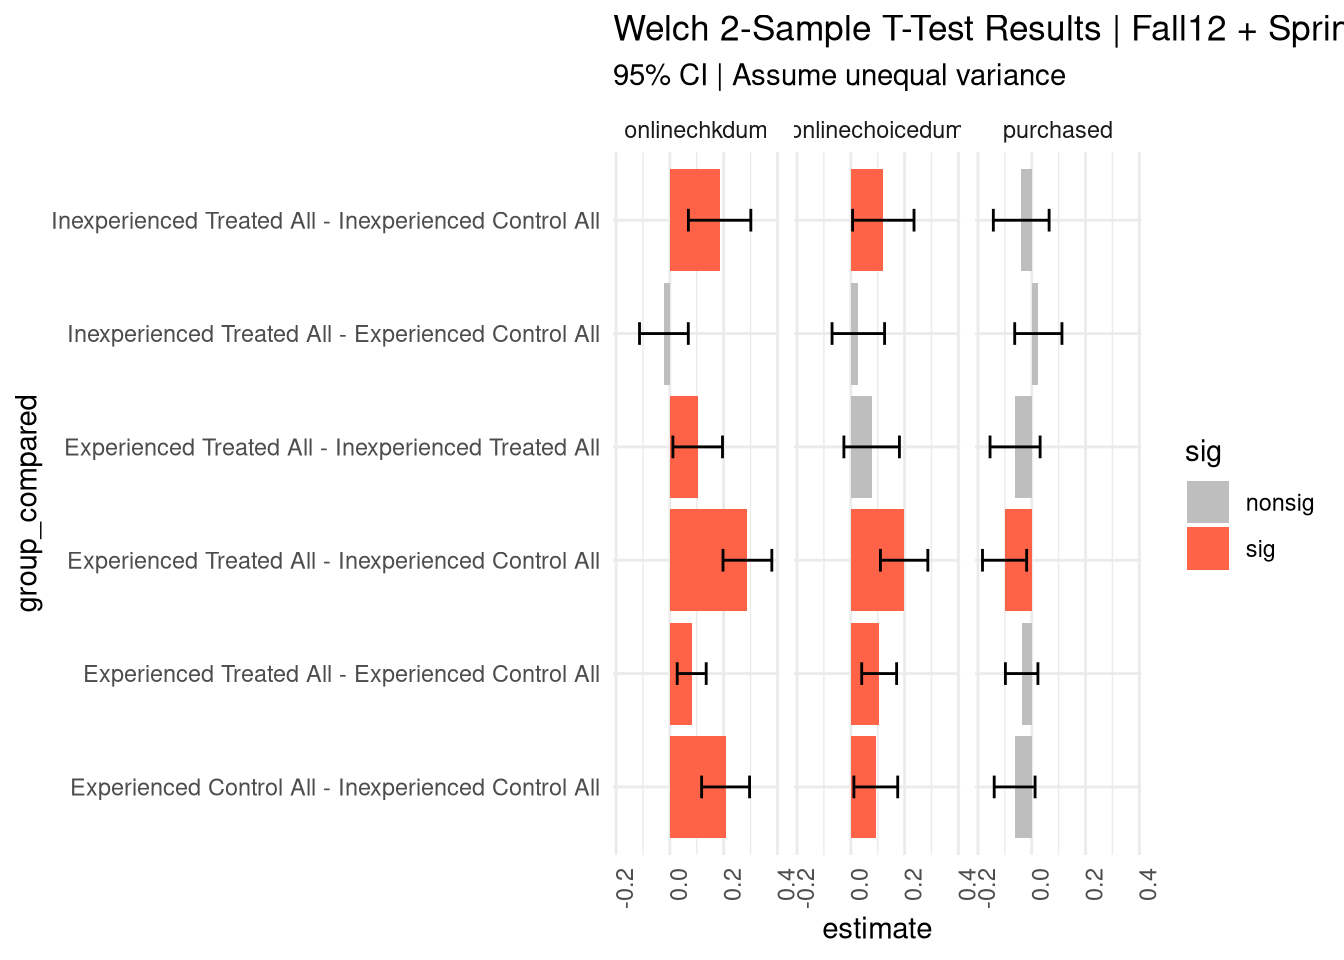 Welch 2-Sample T-Test Results | Fall12 + Sprin
95% CI | Assume unequal variance
onlinechkdum onlinechoicedum purchased
Inexperienced Treated All - Inexperienced Control All
Inexperienced Treated All - Experienced Control All
Experienced Treated All - Inexperienced Treated All
Experienced Treated All - Inexperienced Control All
Experienced Treated All - Experienced Control All
Experienced Control All - Inexperienced Control All
group_compared
sig
nonsig
sig
-0.2 0.0 0.2 0.4 -0.2 0.0 0.2 0.4 -0.2 0.0 0.2 0.4
estimate